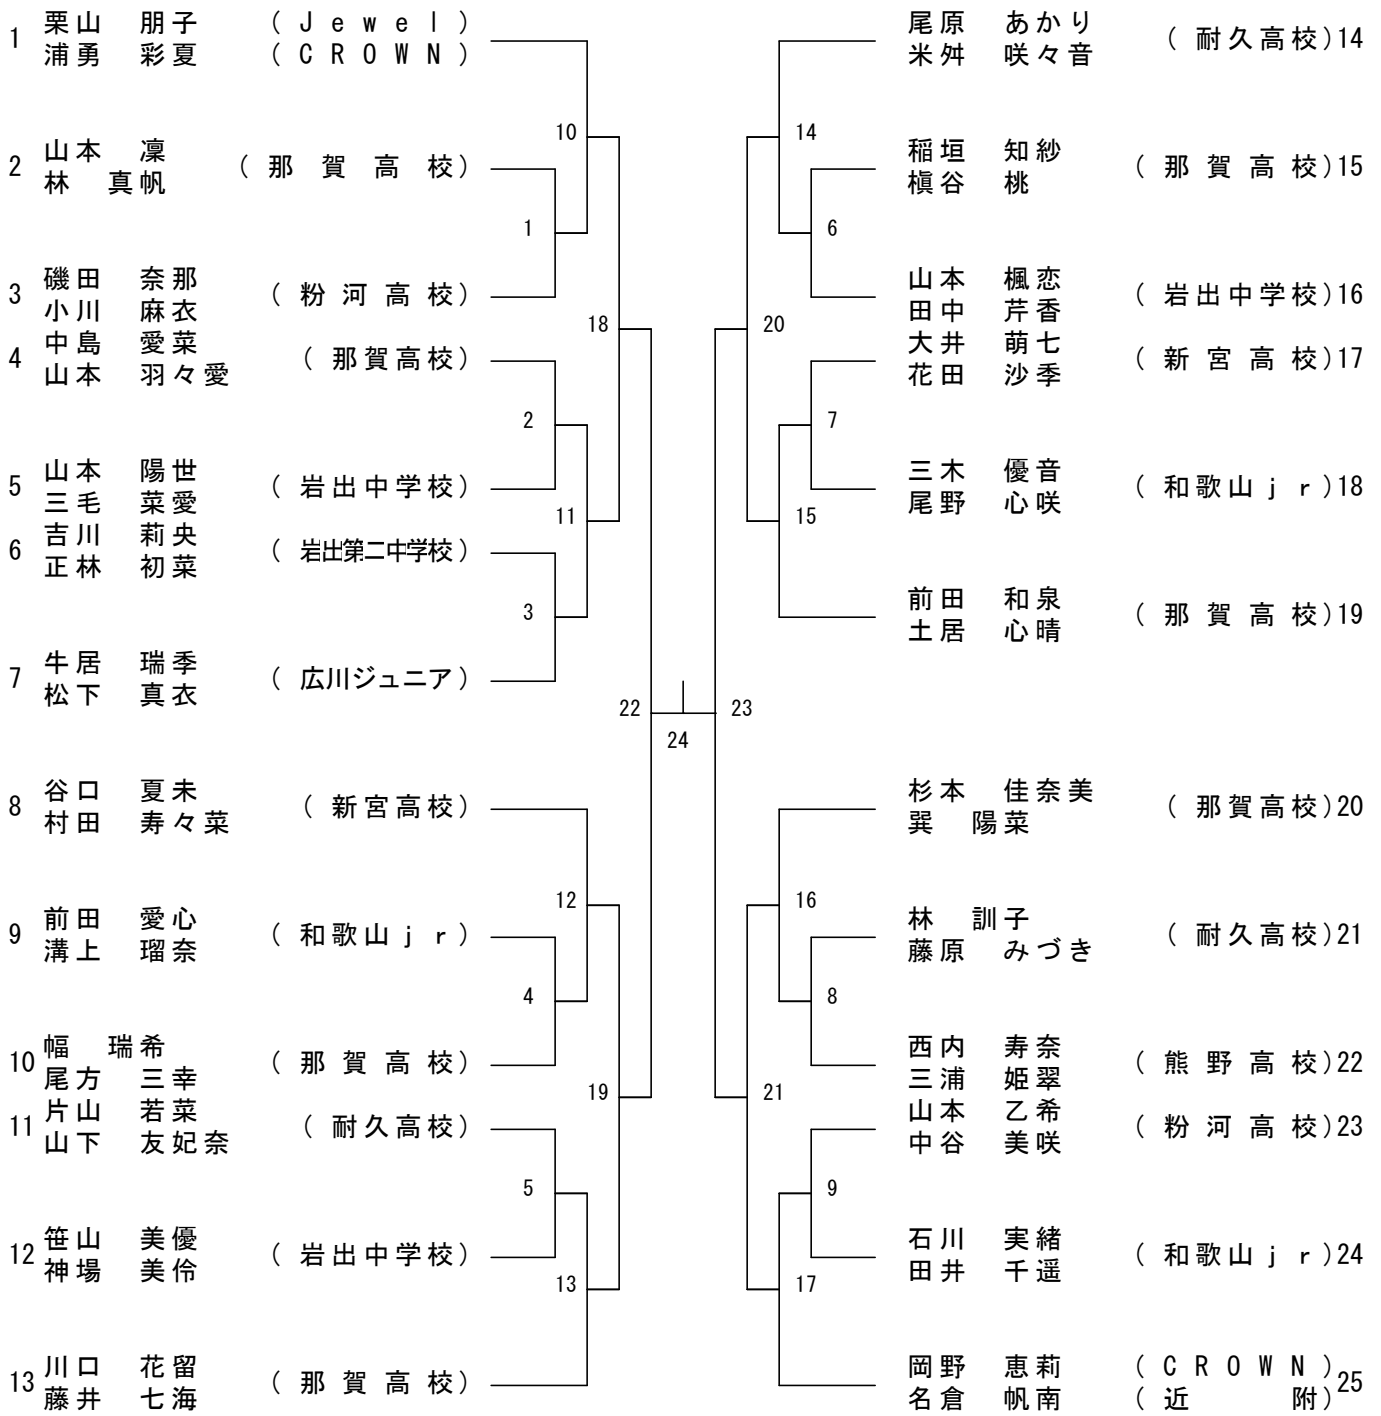 1 栗山 朋子 (Jewel)
浦勇 彩夏 (CROWN)
2 山本 凜 (那賀高校)
林 真帆
3 磯田 奈那 (粉河高校)
小川 麻衣
4 中島 愛菜 (那賀高校)
山本 羽々愛
5 山本 陽世 (岩出中学校)
三毛 菜愛
6 吉川 莉央 (岩出第二中学校)
正林 初菜
7 牛居 瑞季 (広川ジュニア)
松下 真衣
8 谷口 夏未 (新宮高校)
村田 寿々菜
9 前田 愛心 (和歌山jr)
溝上 瑠奈
10 幅 瑞希 (那賀高校)
尾方 三幸
11 片山 若菜 (耐久高校)
山下 友妃奈
12 笹山 美優 (岩出中学校)
神場 美伶
13 川口 花留 (那賀高校)
藤井 七海
10
1
18
2
11
3
22
24
12
4
19
5
13
14
6
20
7
15
23
16
8
21
9
17
尾原 あかり (耐久高校)14
米舛 咲々音
稲垣 知紗 (那賀高校)15
槇谷 桃
山本 楓恋 (岩出中学校)16
田中 芹香
大井 萌七 (新宮高校)17
花田 沙季
三木 優音 (和歌山jr)18
尾野 心咲
前田 和泉 (那賀高校)19
土居 心晴
杉本 佳奈美 (那賀高校)20
巽 陽菜
林 訓子 (耐久高校)21
藤原 みづき
西内 寿奈 (熊野高校)22
三浦 姫翠
山本 乙希 (粉河高校)23
中谷 美咲
石川 実緒 (和歌山jr)24
田井 千遥
岡野 恵莉 (CROWN)25
名倉 帆南 (近附)